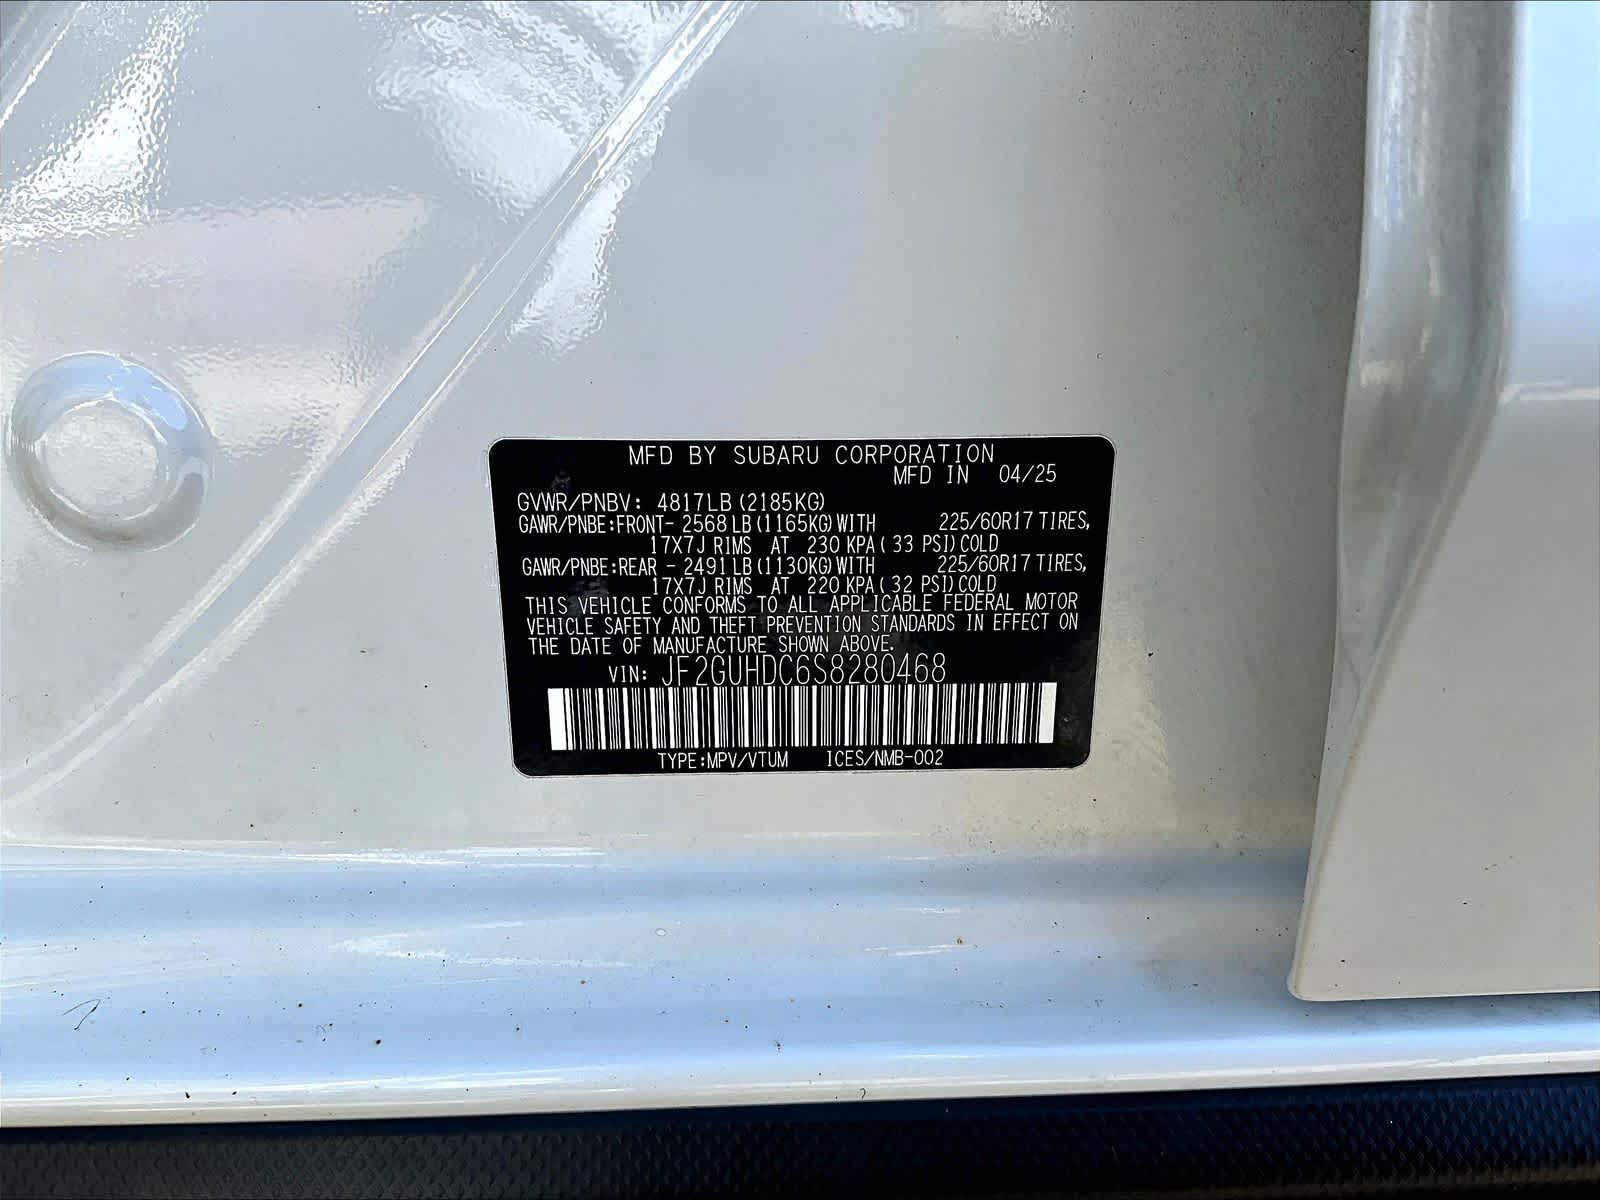 MFD BY SUBARU CORPORATION
MFD IN 04/25
GVWR/PNBV: 4817LB (2185KG)
GAWR/PNBE:FRONT- 2568 LB (1165KG) WITH 225/60R17 TIRES,
17X7J RIMS AT 230 KPA ( 33 PSI) COLD
GAWR/PNBE:REAR - 2491 LB (1130KG) WITH 225/60R17 TIRES,
17X7J RIMS AT 220 KPA ( 32 PSI) COLD
THIS VEHICLE CONFORMS TO ALL APPLICABLE FEDERAL MOTOR
VEHICLE SAFETY AND THEFT PREVENTION STANDARDS IN EFFECT ON
THE DATE OF MANUFACTURE SHOWN ABOVE.
VIN: JF2GUHDC6S8280468
TYPE:MPV/VTUM ICES/NMB-002